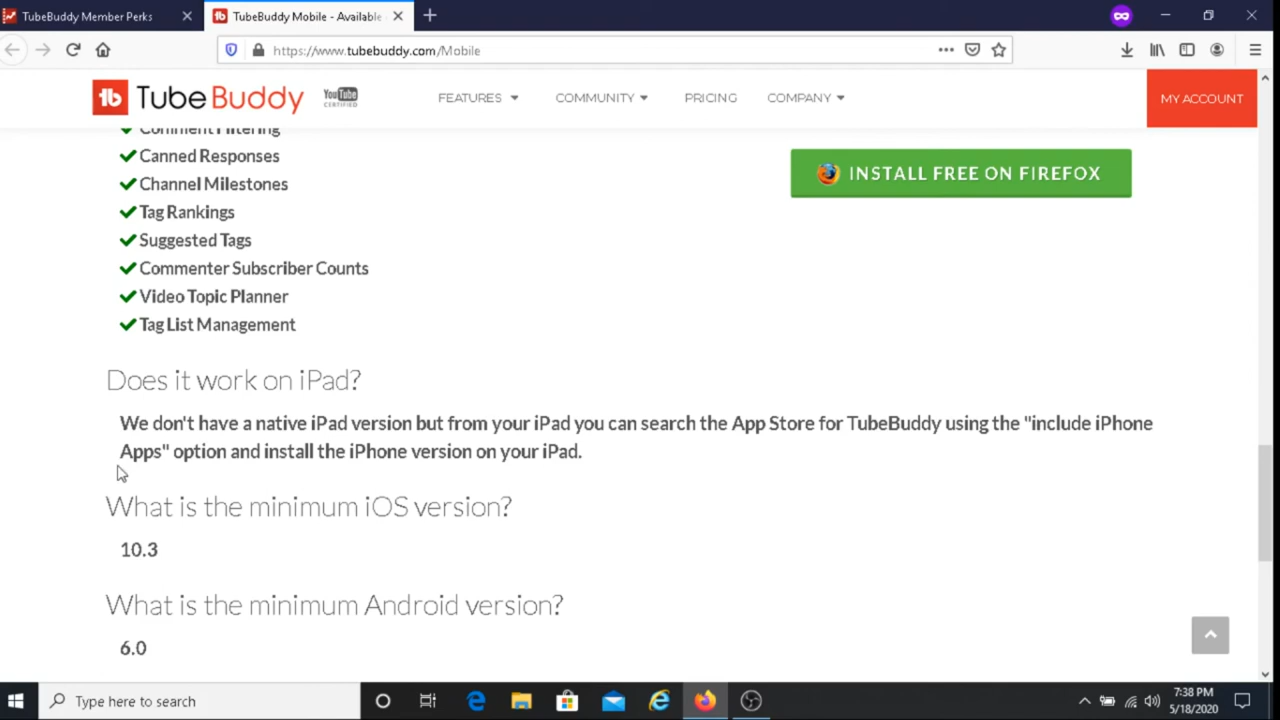 TubeBuddy Member Perks
TubeBuddy Mobile - Available
https://www.tubebuddy.com/Mobile
TubeBuddy
YouTube
CERTIFIED
FEATURES
COMMUNITY
PRICING
COMPANY
MY ACCOUNT
Comment Filtering
Canned Responses
Channel Milestones
Tag Rankings
Suggested Tags
Commenter Subscriber Counts
Video Topic Planner
Tag List Management
INSTALL FREE ON FIREFOX
Does it work on iPad?
We don't have a native iPad version but from your iPad you can search the App Store for TubeBuddy using the "include iPhone
Apps" option and install the iPhone version on your iPad.
What is the minimum iOS version?
10.3
What is the minimum Android version?
6.0
Type here to search
7:38 PM
5/18/2020